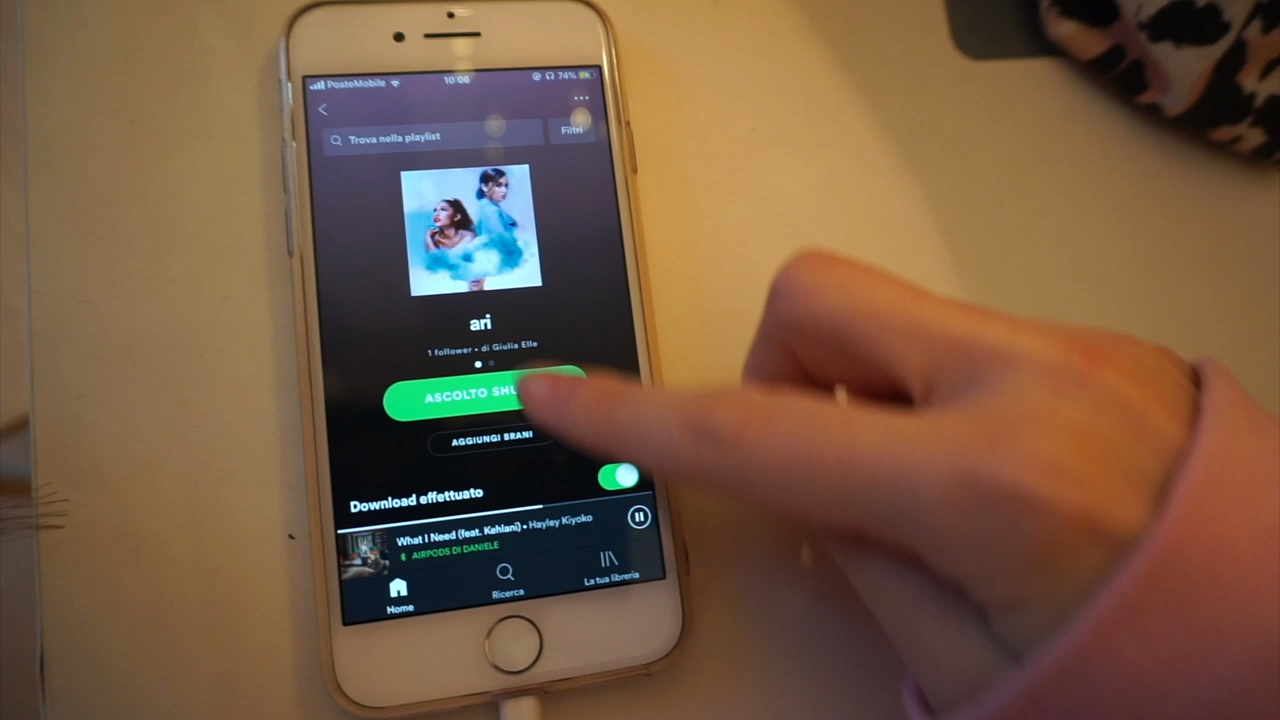 PosteMobile 10:06 74%
Trova nella playlist Filtri
ari
1 follower • di Giulia Elle
ASCOLTO SHU
AGGIUNGI BRANI
Download effettuato
What I Need (feat. Kehlani) • Hayley Kiyoko
AIRPODS DI DANIELE
Home Ricerca La tua libreria